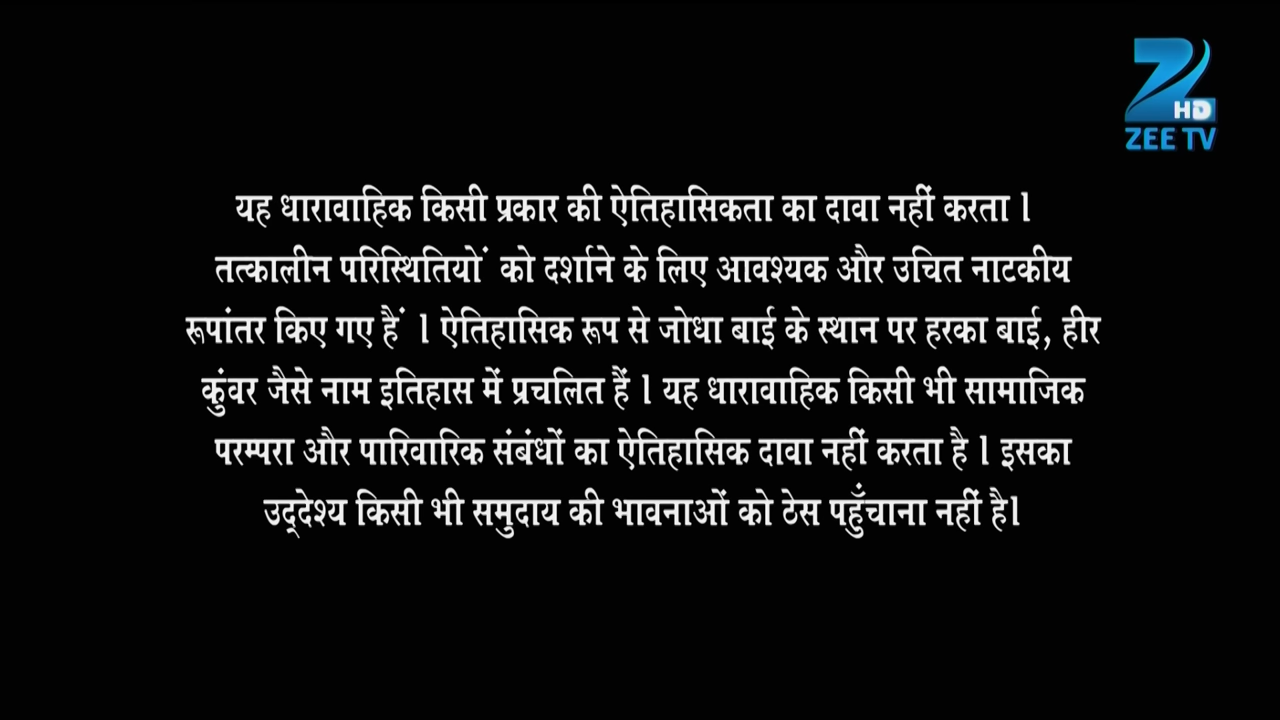 HD
ZEE TV
यह धारावाहिक किसी प्रकार की ऐतिहासिकता का दावा नहीं करता ।
तत्कालीन परिस्थितियों को दर्शाने के लिए आवश्यक और उचित नाटकीय
रूपांतर किए गए हैं । ऐतिहासिक रूप से जोधा बाई के स्थान पर हरका बाई, हीर
कुंवर जैसे नाम इतिहास में प्रचलित हैं । यह धारावाहिक किसी भी सामाजिक
परम्परा और पारिवारिक संबंधों का ऐतिहासिक दावा नहीं करता है । इसका
उद्‌देश्य किसी भी समुदाय की भावनाओं को ठेस पहुँचाना नहीं है।